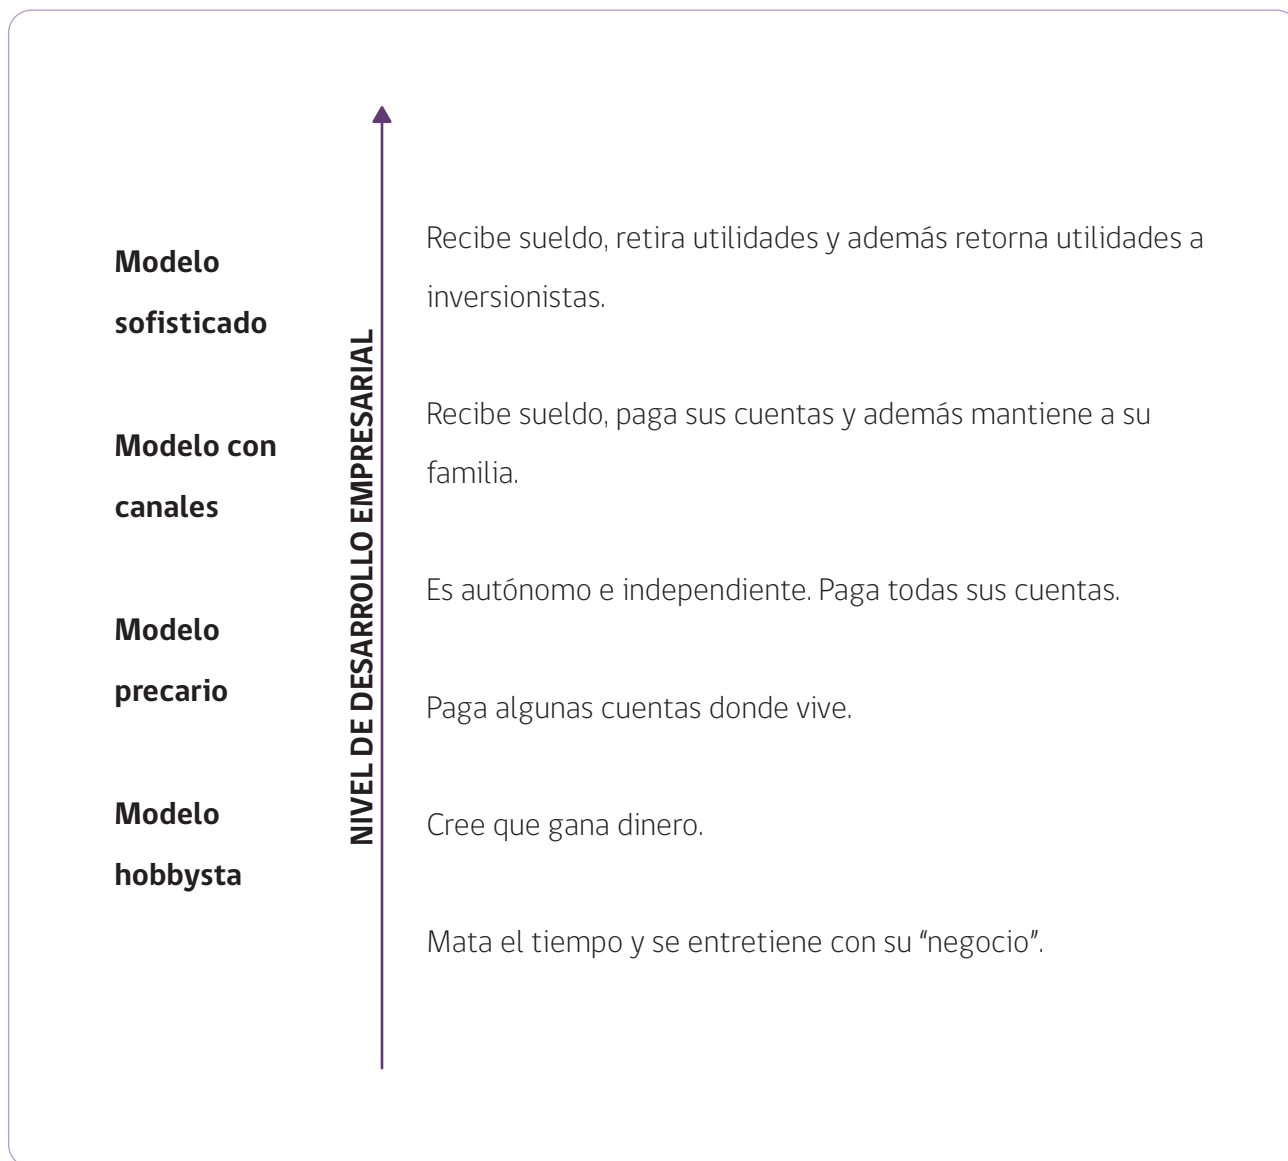 Modelo
sofisticado
Modelo con
canales
Modelo
precario
Modelo
hobbysta
NIVEL DE DESARROLLO EMPRESARIAL
Recibe sueldo, retira utilidades y además retorna utilidades a
inversionistas.
Recibe sueldo, paga sus cuentas y además mantiene a su
familia.
Es autónomo e independiente. Paga todas sus cuentas.
Paga algunas cuentas donde vive.
Cree que gana dinero.
Mata el tiempo y se entretiene con su “negocio”.